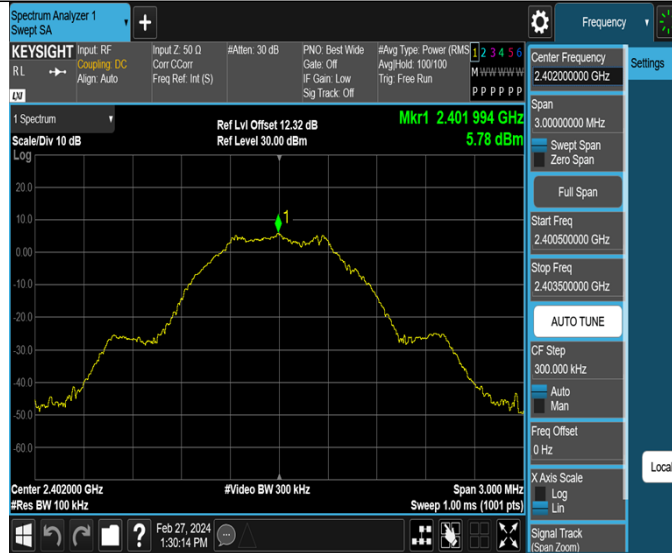 Spectrum Analyzer 1
Swept SA
+
Frequency
KEYSIGHT
RL
LXI
Input: RF
Coupling: DC
Align: Auto
Input Z: 50 Ω
Corr CCorr
Freq Ref: Int (S)
#Atten: 30 dB
PNO: Best Wide
Gate: Off
IF Gain: Low
Sig Track: Off
#Avg Type: Power (RMS
Avg|Hold: 100/100
Trig: Free Run
1 2 3 4 5 6
M W W W W W
P P P P P P
1 Spectrum
Scale/Div 10 dB
Ref Lvl Offset 12.32 dB
Ref Level 30.00 dBm
Mkr1 2.401 994 GHz
5.78 dBm
Log
20.0
10.0
0.00
-10.0
-20.0
-30.0
-40.0
-50.0
-60.0
1
Center 2.402000 GHz
#Res BW 100 kHz
#Video BW 300 kHz
Span 3.000 MHz
Sweep 1.00 ms (1001 pts)
Feb 27, 2024
1:30:14 PM
?
Center Frequency
2.402000000 GHz
Span
3.00000000 MHz
Swept Span
Zero Span
Full Span
Start Freq
2.400500000 GHz
Stop Freq
2.403500000 GHz
AUTO TUNE
CF Step
300.000 kHz
Auto
Man
Freq Offset
0 Hz
X Axis Scale
Log
Lin
Signal Track
(Span Zoom)
Settings
Local